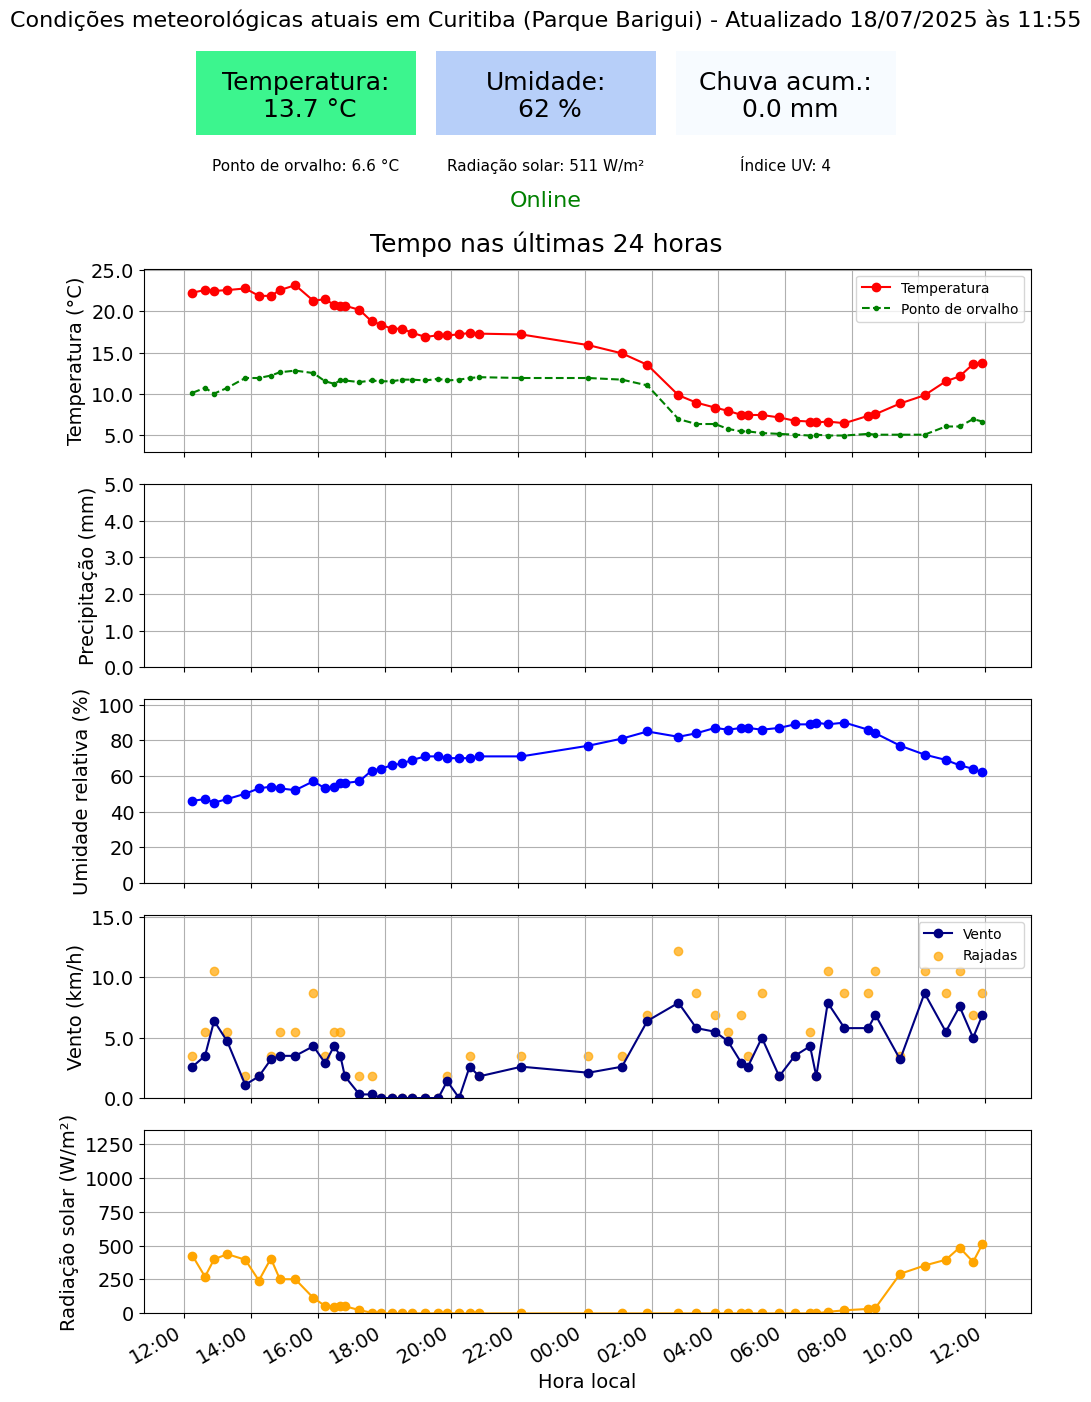 Condições meteorológicas atuais em Curitiba (Parque Barigui) - Atualizado 18/07/2025 às 11:55
Temperatura:
13.7 °C
Umidade:
62 %
Chuva acum.:
0.0 mm
Ponto de orvalho: 6.6 °C
Radiação solar: 511 W/m²
Índice UV: 4
Online
Tempo nas últimas 24 horas
Temperatura (°C)
25.0
20.0
15.0
10.0
5.0
Temperatura
Ponto de orvalho
Precipitação (mm)
5.0
4.0
3.0
2.0
1.0
0.0
Umidade relativa (%)
100
80
60
40
20
0
Vento (km/h)
15.0
10.0
5.0
0.0
Vento
Rajadas
Radiação solar (W/m²)
1250
1000
750
500
250
0
12:00
14:00
16:00
18:00
20:00
22:00
00:00
02:00
04:00
06:00
08:00
10:00
12:00
Hora local